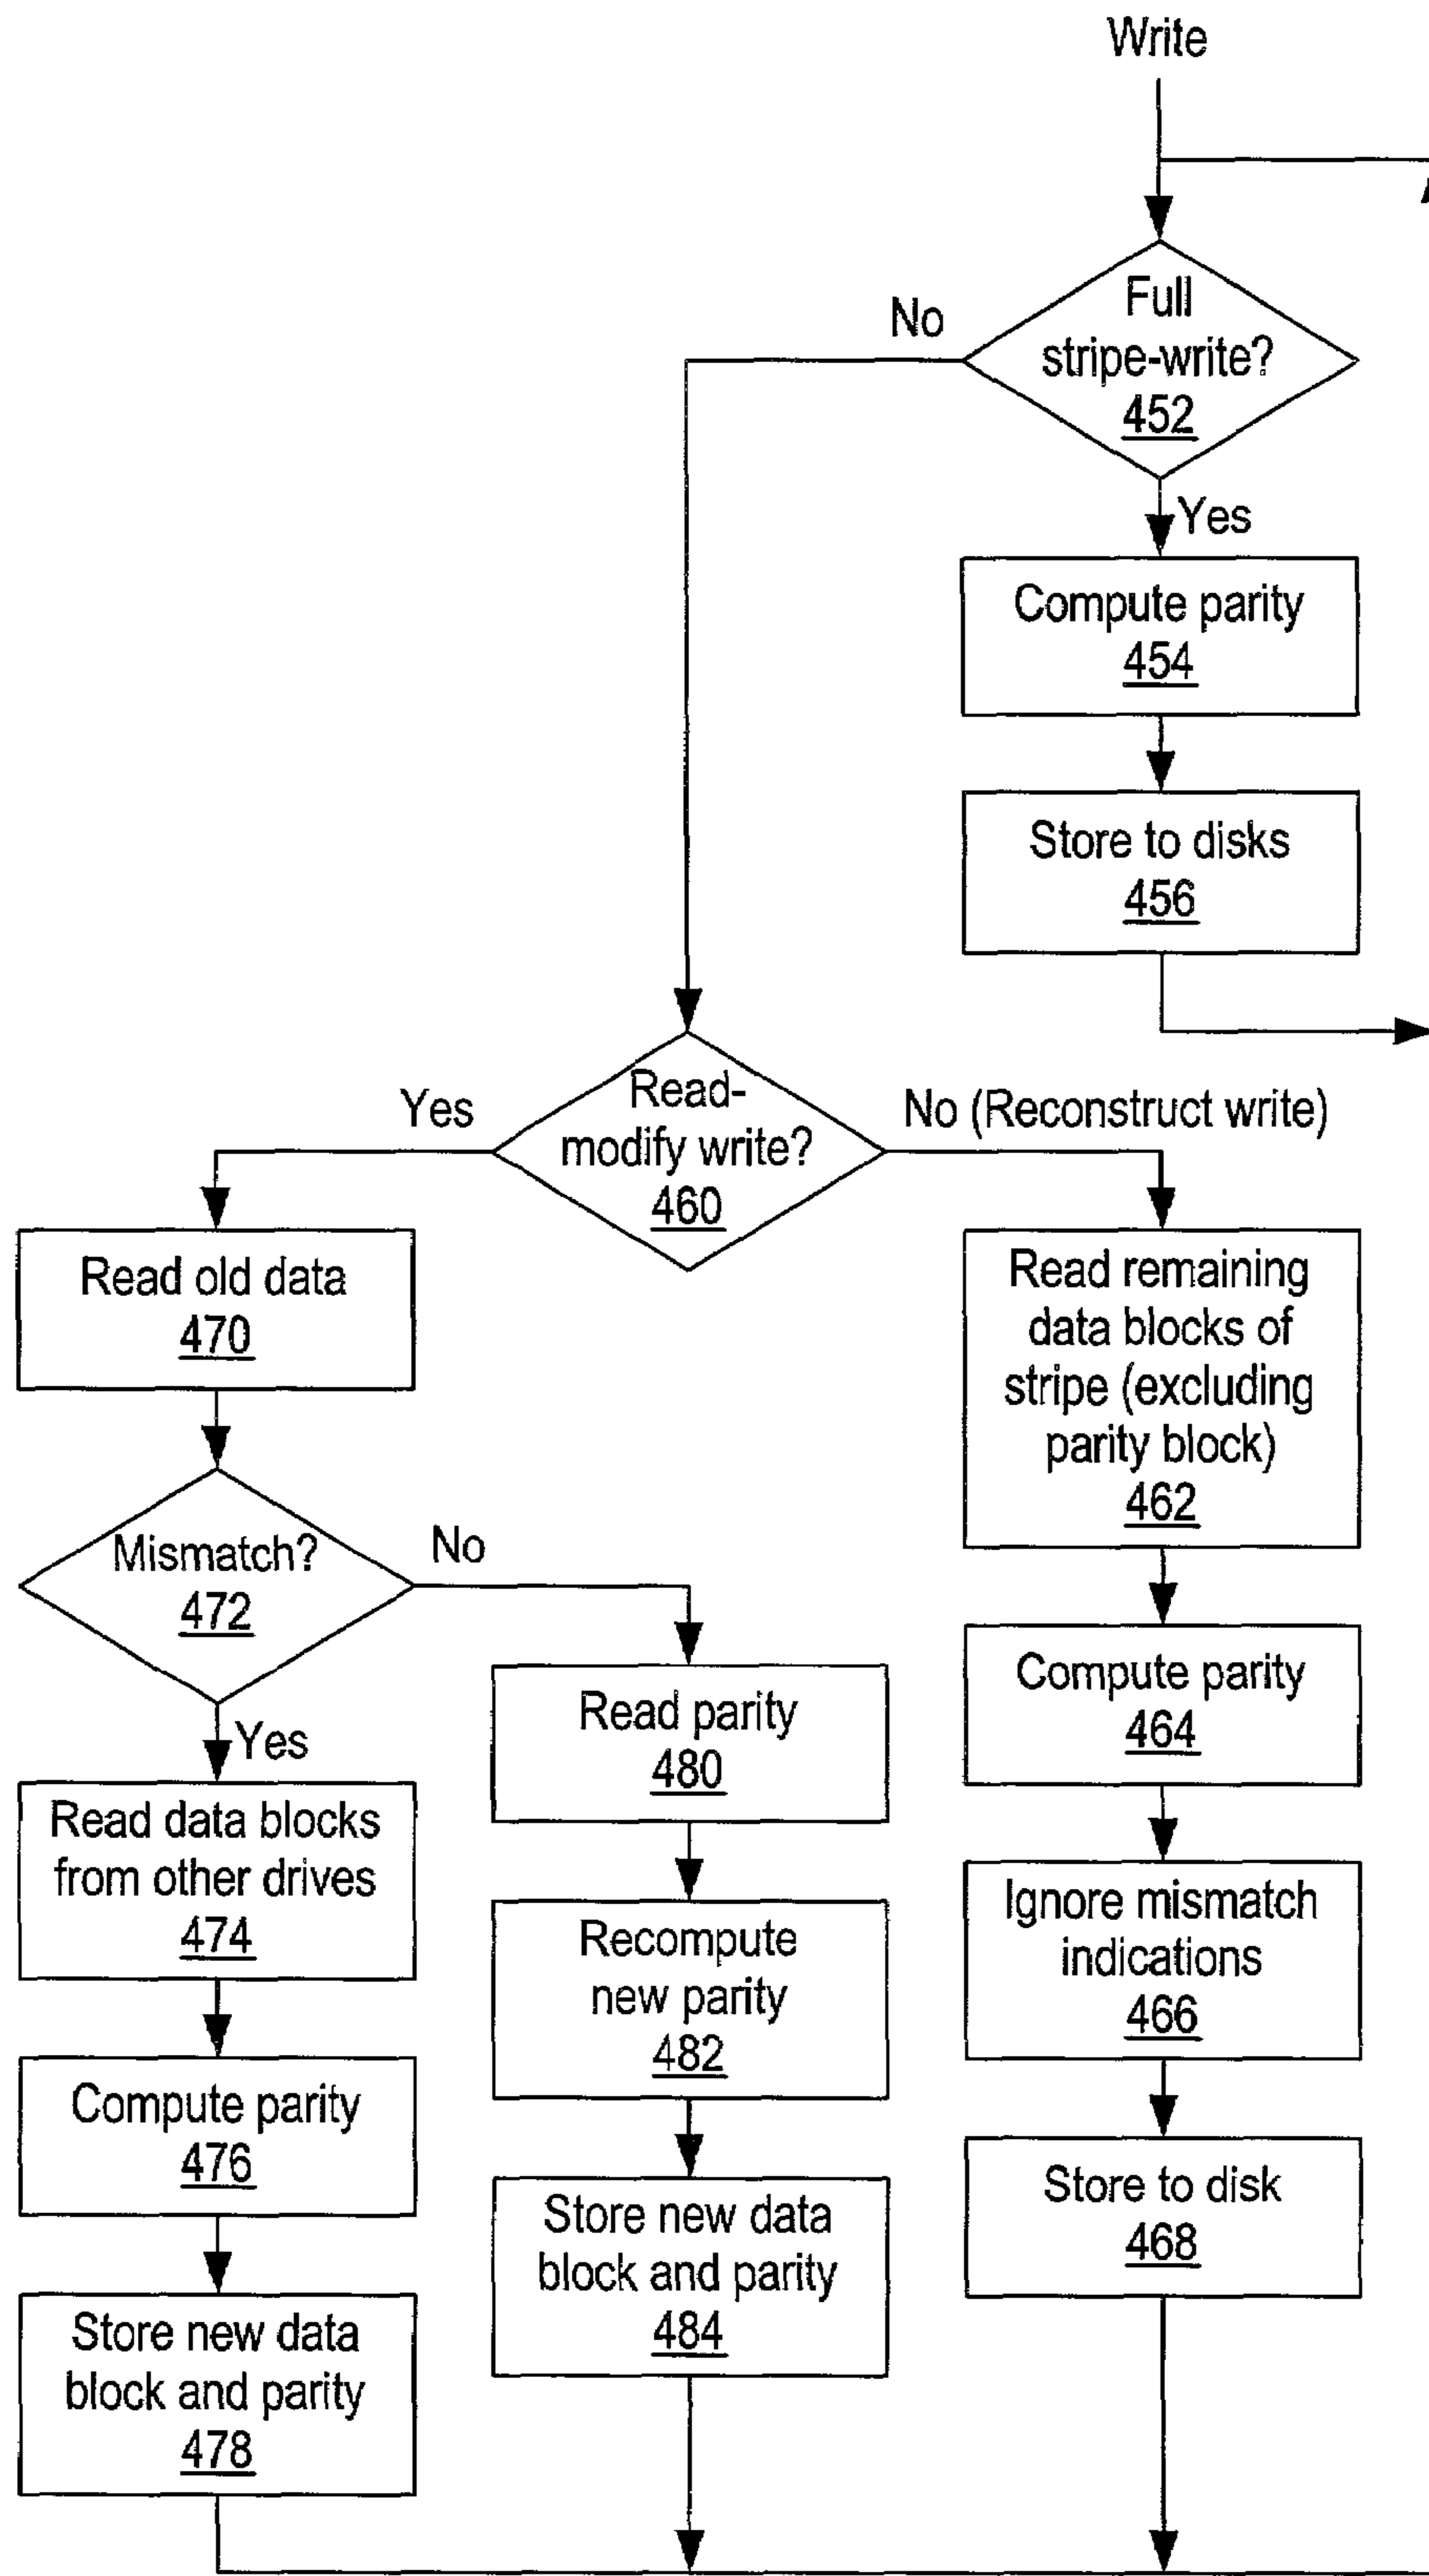 Write
Full
stripe-write?
452
No
Yes
Compute parity
454
Store to disks
456
Read-
modify write?
460
Yes
No (Reconstruct write)
Read old data
470
Read remaining
data blocks of
stripe (excluding
parity block)
462
Mismatch?
472
No
Yes
Read parity
480
Compute parity
464
Read data blocks
from other drives
474
Recompute
new parity
482
Ignore mismatch
indications
466
Compute parity
476
Store new data
block and parity
484
Store to disk
468
Store new data
block and parity
478